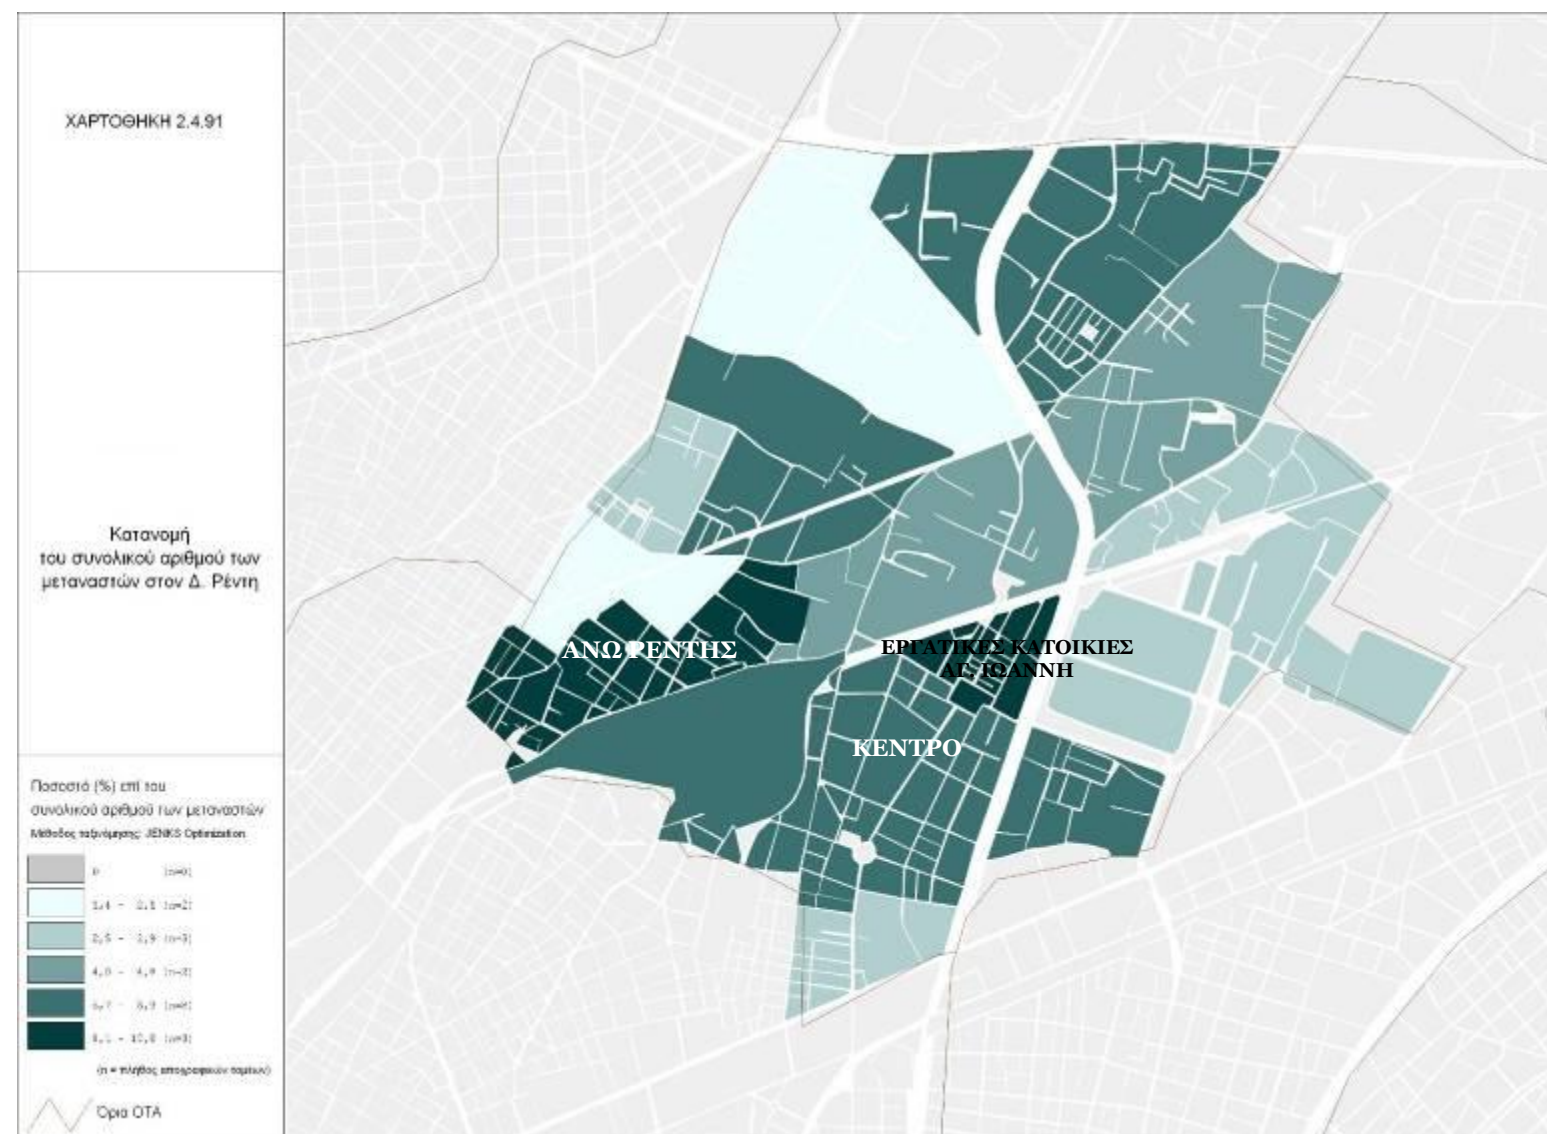 ΧΑΡΤΟΘΗΚΗ 2.4.91
Κατανομή
του συνολικού αριθμού των
μεταναστών στον Δ. Ρέντη
Ποσοστό (%) επί του
συνολικού αριθμού των μεταναστών
Μέθοδος ταξινόμησης: JENKS Optimization
(n = πλήθος απογραφικών τομέων)
Όρια ΟΤΑ
ΑΝΩ ΡΕΝΤΗΣ
ΕΡΓΑΤΙΚΕΣ ΚΑΤΟΙΚΙΕΣ
ΑΓ. ΙΩΑΝΝΗ
ΚΕΝΤΡΟ